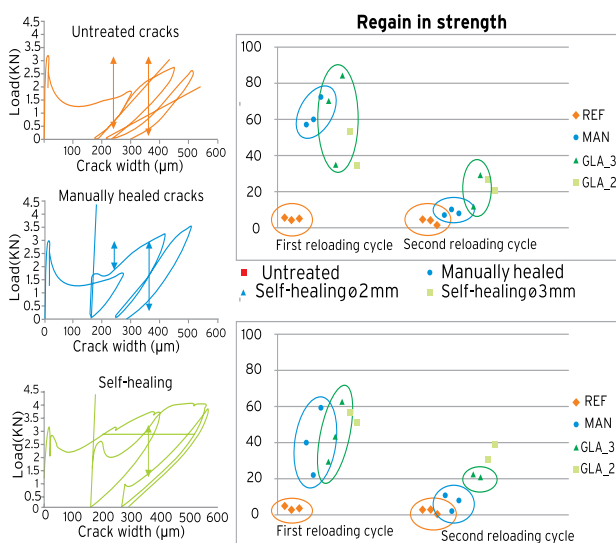 Untreated cracks
Load(KN)
4.5
4
3.5
3
2.5
2
1.5
1
0.5
0
0 100 200 300 400 500 600
Crack width (µm)
Manually healed cracks
Load(KN)
4.5
4
3.5
3
2.5
2
1.5
1
0.5
0
0 100 200 300 400 500 600
Crack width (µm)
Self-healing
Load(KN)
4.5
4
3.5
3
2.5
2
1.5
1
0.5
0
0 100 200 300 400 500 600
Crack width (µm)
Regain in strength
100
80
60
40
20
0
First reloading cycle
Second reloading cycle
REF
MAN
GLA_3
GLA_2
Untreated
Manually healed
Self-healing ø2mm
Self-healing ø3mm
100
80
60
40
20
0
First reloading cycle
Second reloading cycle
REF
MAN
GLA_3
GLA_2